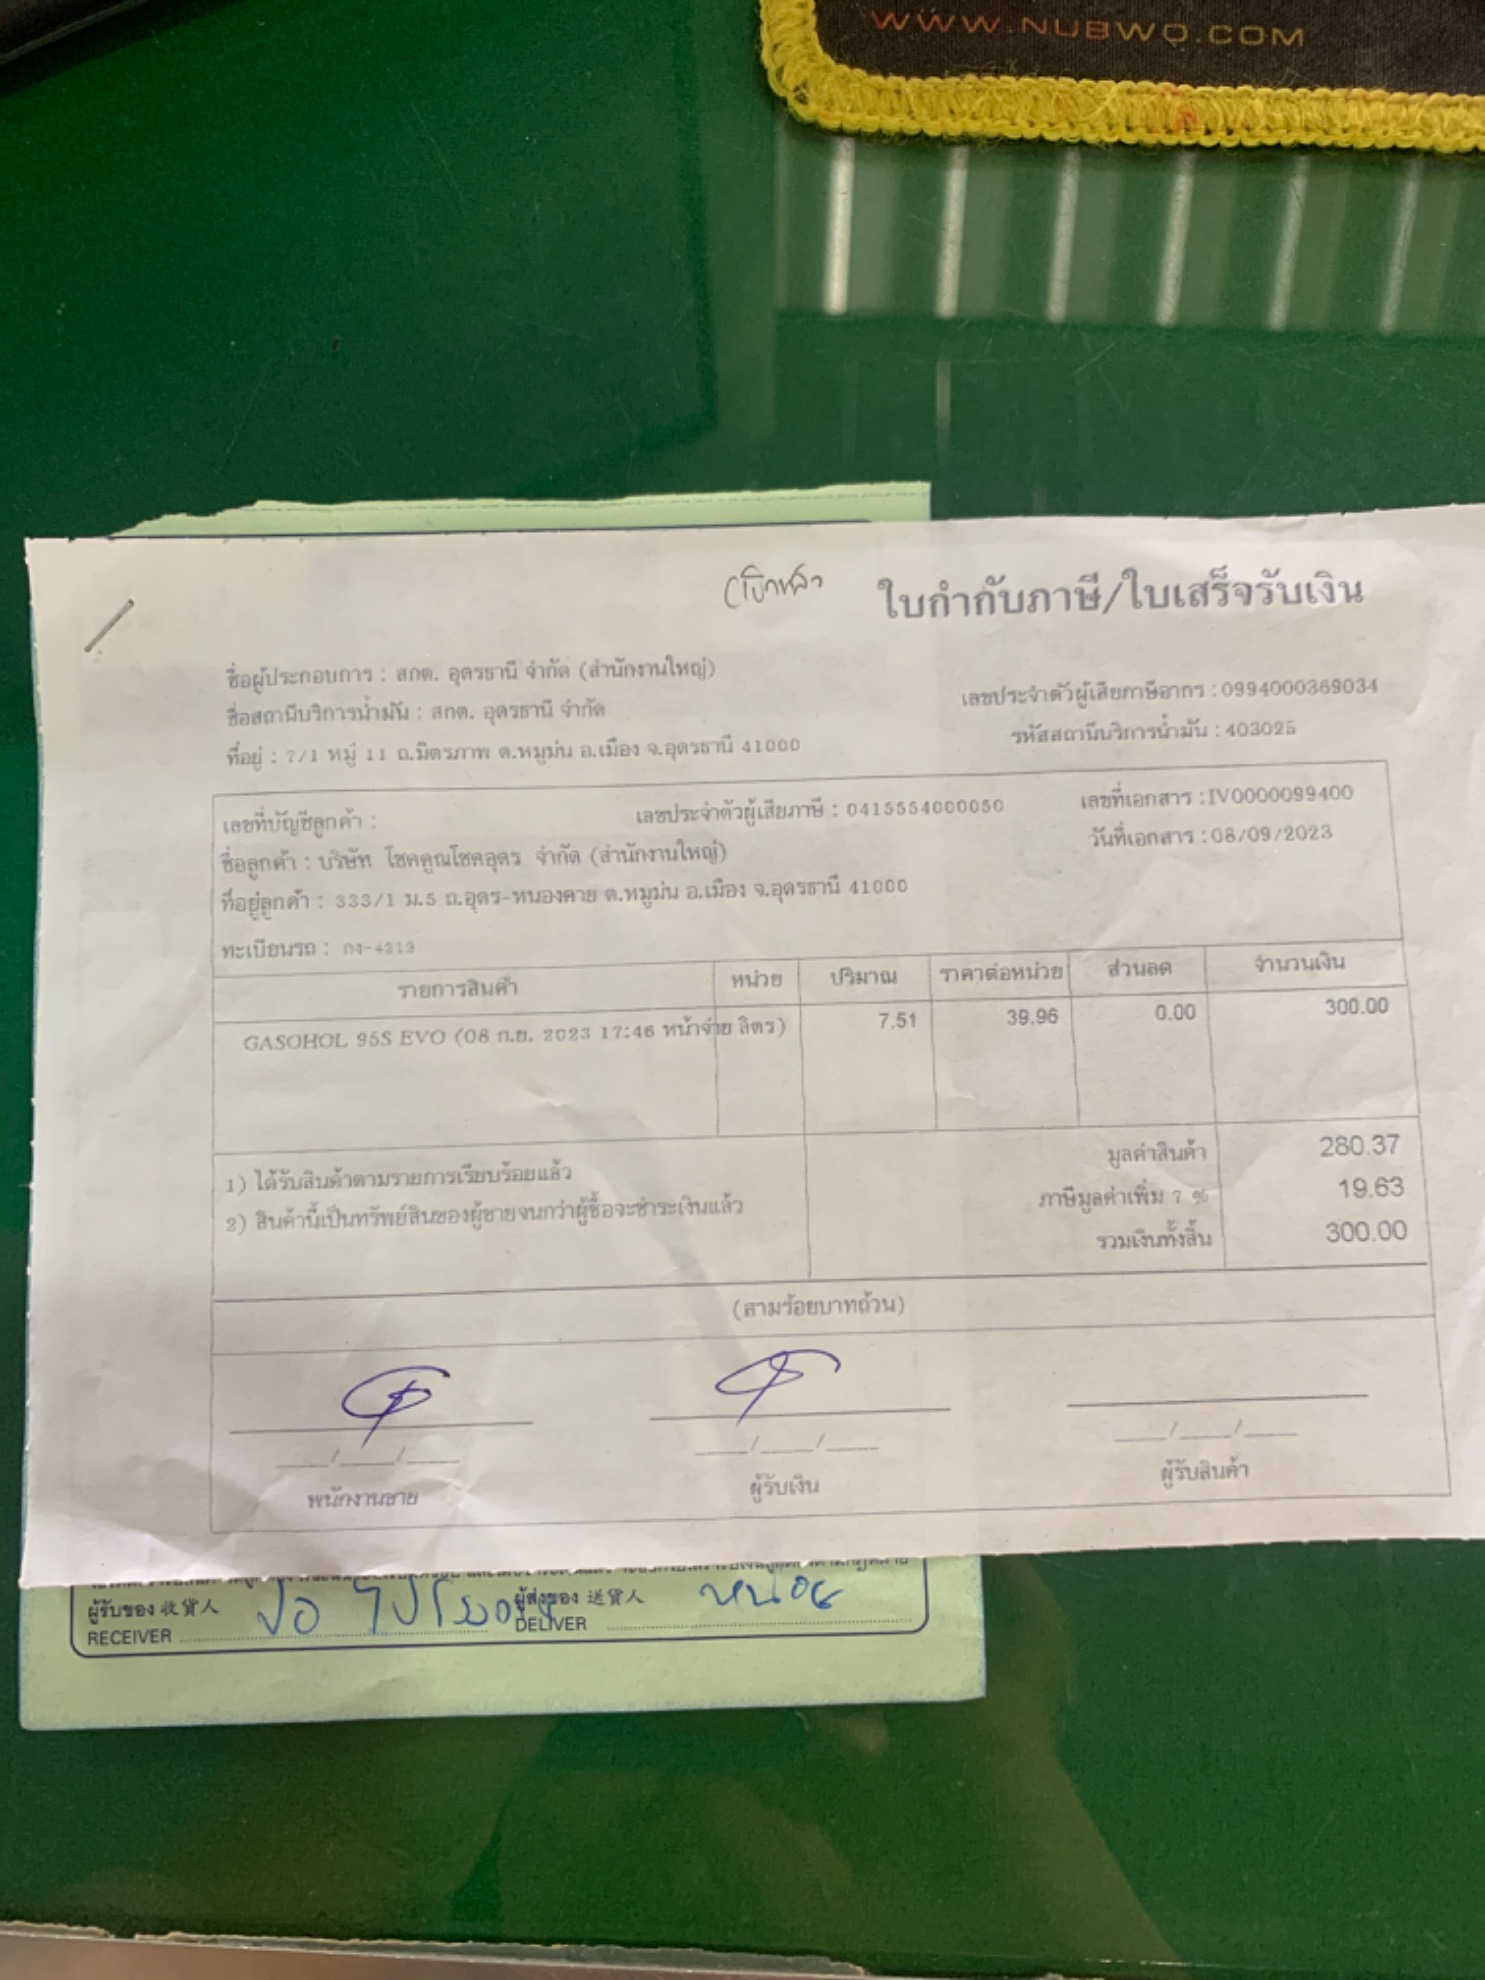 WWW.NUBWO.COM
เบิกแล้ว
ใบกำกับภาษี/ใบเสร็จรับเงิน
ชื่อผู้ประกอบการ : สกต. อุดรธานี จำกัด (สำนักงานใหญ่)
เลขประจำตัวผู้เสียภาษีอากร : 0994000369034
ชื่อสถานีบริการน้ำมัน : สกต. อุดรธานี จำกัด
รหัสสถานีบริการน้ำมัน : 403025
ที่อยู่ : 7/1 หมู่ 11 ถ.มิตรภาพ ต.หมูม่น อ.เมือง จ.อุดรธานี 41000
เลขที่บัญชีลูกค้า : เลขประจำตัวผู้เสียภาษี : 0415554000050 เลขที่เอกสาร : IV0000099400
ชื่อลูกค้า : บริษัท โชคคูณโชคอุดร จำกัด (สำนักงานใหญ่) วันที่เอกสาร : 08/09/2023
ที่อยู่ลูกค้า : 333/1 ม.5 ถ.อุดร-หนองคาย ต.หมูม่น อ.เมือง จ.อุดรธานี 41000
ทะเบียนรถ : กง-4212
รายการสินค้า หน่วย ปริมาณ ราคาต่อหน่วย ส่วนลด จำนวนเงิน
GASOHOL 95S EVO (08 ก.ย. 2023 17:46 หน้าจ่าย ลิตร) 7.51 39.96 0.00 300.00
1) ได้รับสินค้าตามรายการเรียบร้อยแล้ว มูลค่าสินค้า 280.37
2) สินค้านี้เป็นทรัพย์สินของผู้ขายจนกว่าผู้ซื้อจะชำระเงินแล้ว ภาษีมูลค่าเพิ่ม 7 % 19.63
รวมเงินทั้งสิ้น 300.00
(สามร้อยบาทถ้วน)
___/___/___ ___/___/___ ___/___/___
พนักงานขาย ผู้รับเงิน ผู้รับสินค้า
ผู้รับของ 收貨人 ผู้ส่งของ 送貨人 หน่อย
RECEIVER DELIVER